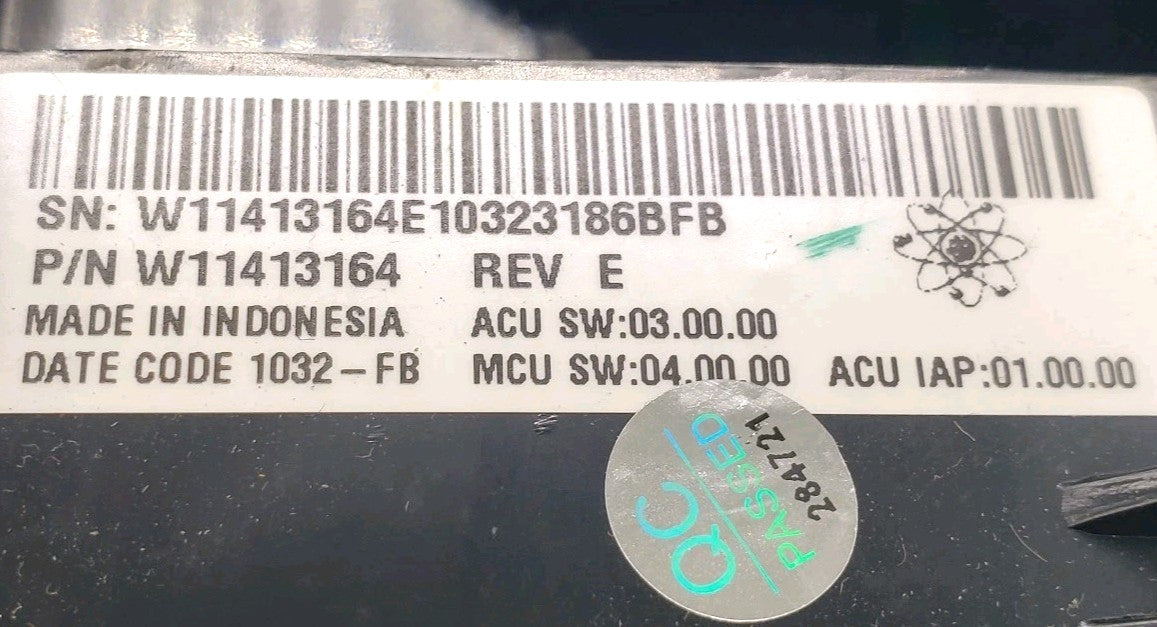 SN: W11413164E10323186BFB
P/N W11413164 REV E
MADE IN INDONESIA ACU SW:03.00.00
DATE CODE 1032-FB MCU SW:04.00.00 ACU IAP:01.00.00
QC
PASSED
284721